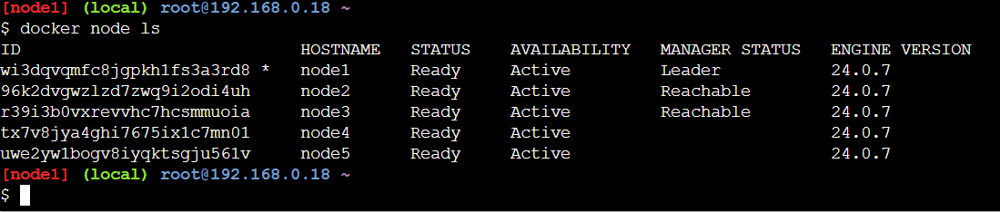 [node1] (local) root@192.168.0.18 ~
$ docker node ls
ID HOSTNAME STATUS AVAILABILITY MANAGER STATUS ENGINE VERSION
wi3dqvqmfc8jgpkh1fs3a3rd8 * node1 Ready Active Leader 24.0.7
96k2dvgwzlzd7zwq9i2odi4uh node2 Ready Active Reachable 24.0.7
r39i3b0vxrevvhc7hcsmmuoia node3 Ready Active Reachable 24.0.7
tx7v8jya4ghi7675ix1c7mn01 node4 Ready Active 24.0.7
uwe2yw1bogv8iyqktsgju561v node5 Ready Active 24.0.7
[node1] (local) root@192.168.0.18 ~
$